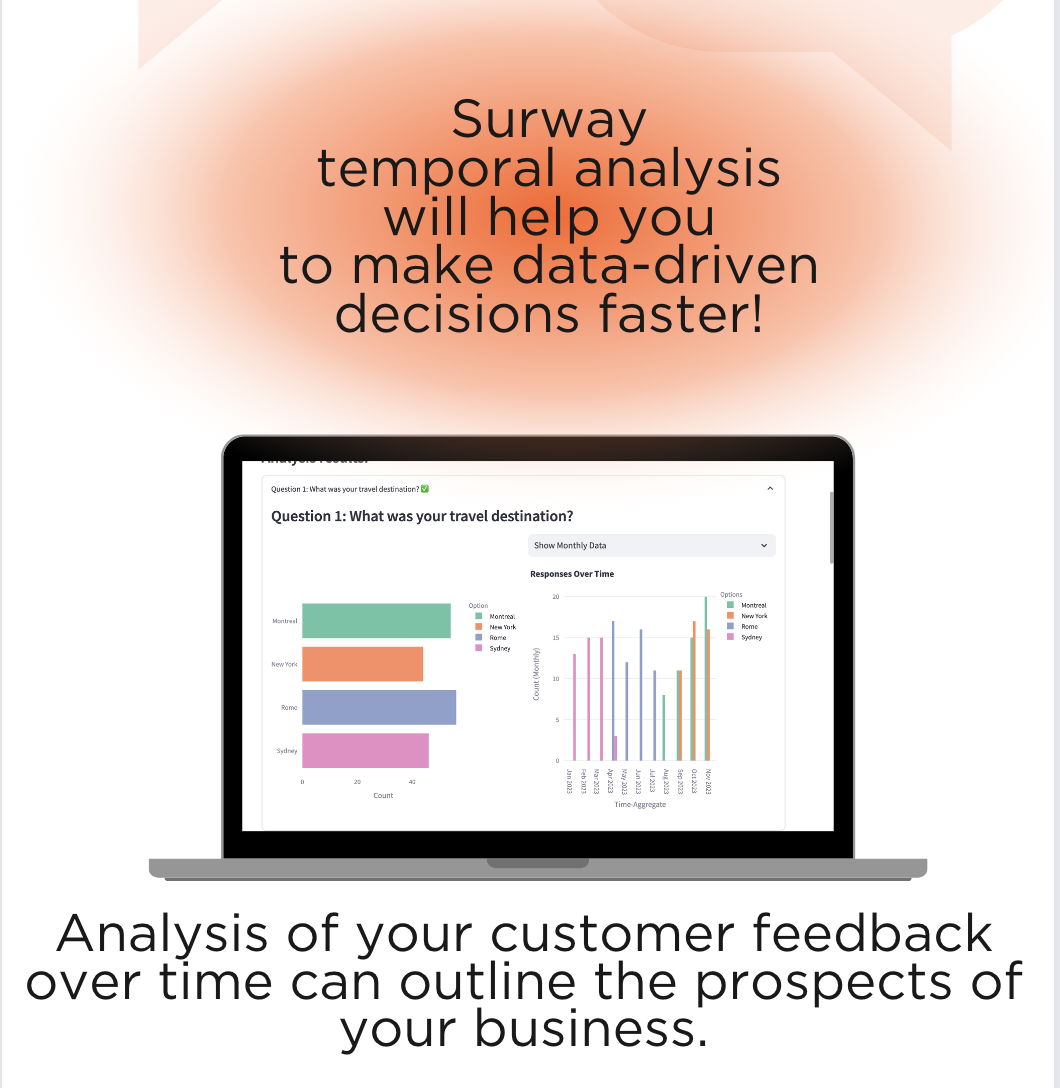 Surway
temporal analysis
will help you
to make data-driven
decisions faster!
Analysis results:
Question 1: What was your travel destination? ✅
Question 1: What was your travel destination?
Show Monthly Data
Responses Over Time
Option
Montreal
New York
Rome
Sydney
Montreal
New York
Rome
Sydney
0 20 40
Count
Options
Montreal
New York
Rome
Sydney
20
15
10
5
0
Count (Monthly)
Jan 2023
Feb 2023
Mar 2023
Apr 2023
May 2023
Jun 2023
Jul 2023
Aug 2023
Sep 2023
Oct 2023
Nov 2023
Time-Aggregate
Analysis of your customer feedback
over time can outline the prospects of
your business.